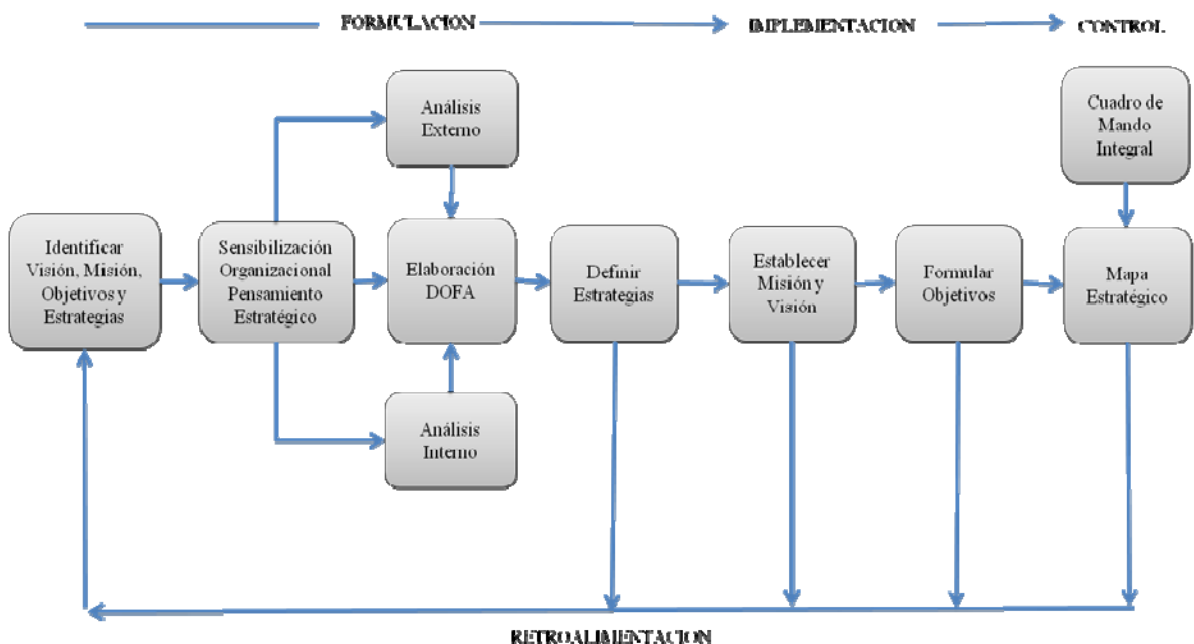 FORMULACION
IMPLEMENTACION
CONTROL
Análisis
Externo
Cuadro de
Mando
Integral
Identificar
Visión, Misión,
Objetivos y
Estrategias
Sensibilización
Organizacional
Pensamiento
Estratégico
Elaboración
DOFA
Definir
Estrategias
Establecer
Misión y
Visión
Formular
Objetivos
Mapa
Estratégico
Análisis
Interno
RETROALIMENTACION